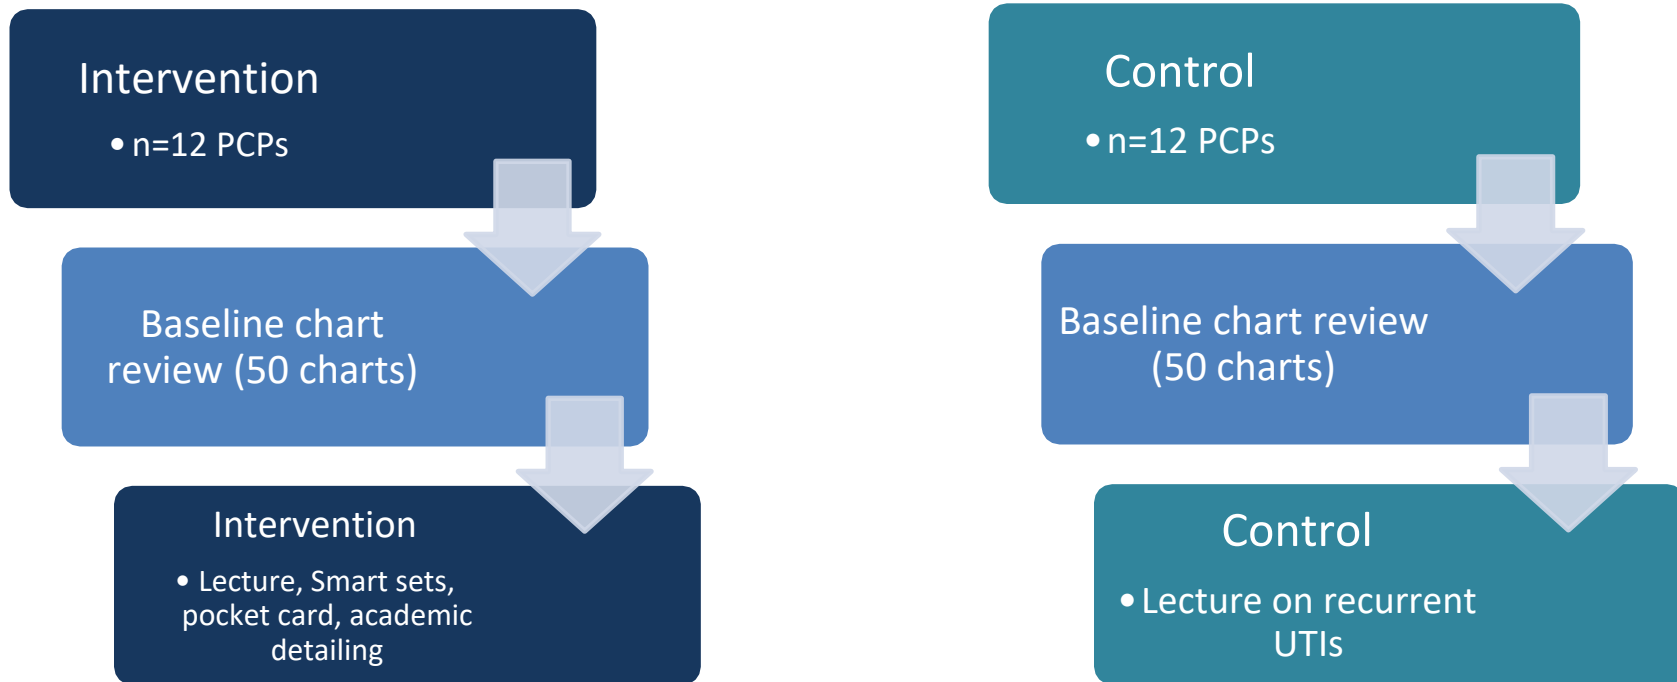 Intervention
• n=12 PCPs
Baseline chart
review (50 charts)
Intervention
• Lecture, Smart sets,
pocket card, academic
detailing
Control
• n=12 PCPs
Baseline chart review
(50 charts)
Control
• Lecture on recurrent
UTIs